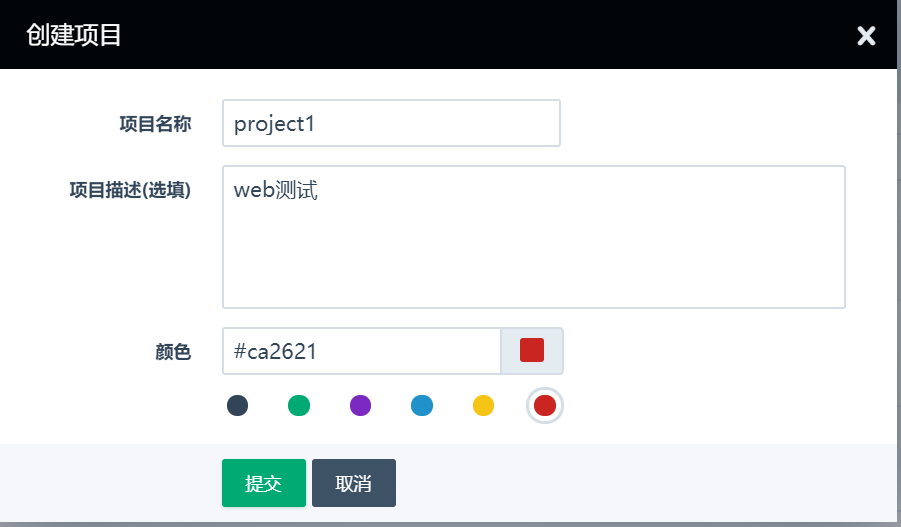 创建项目
项目名称
project1
项目描述(选填)
web测试
颜色
#ca2621
提交
取消